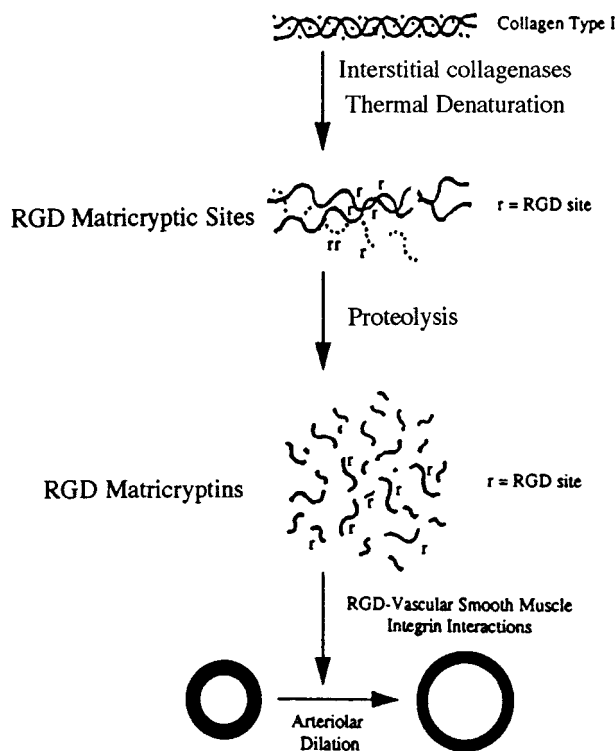 Collagen Type I
Interstitial collagenases
Thermal Denaturation
r
r
r
r
RGD Matricryptic Sites
r = RGD site
rr
r
Proteolysis
r
r
r
r
r
r
r
RGD Matricryptins
r = RGD site
RGD-Vascular Smooth Muscle
Integrin Interactions
Arteriolar
Dilation